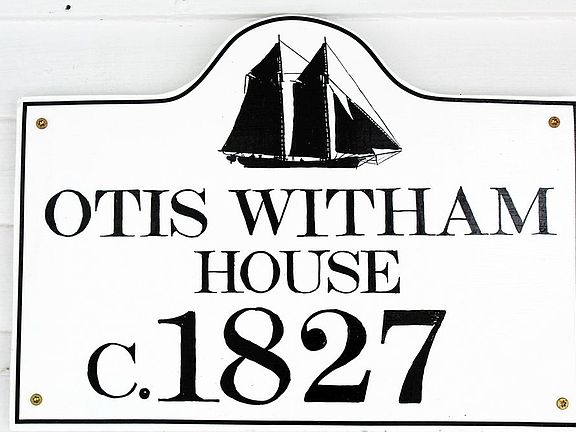 OTIS WITHAM
HOUSE
C.1827